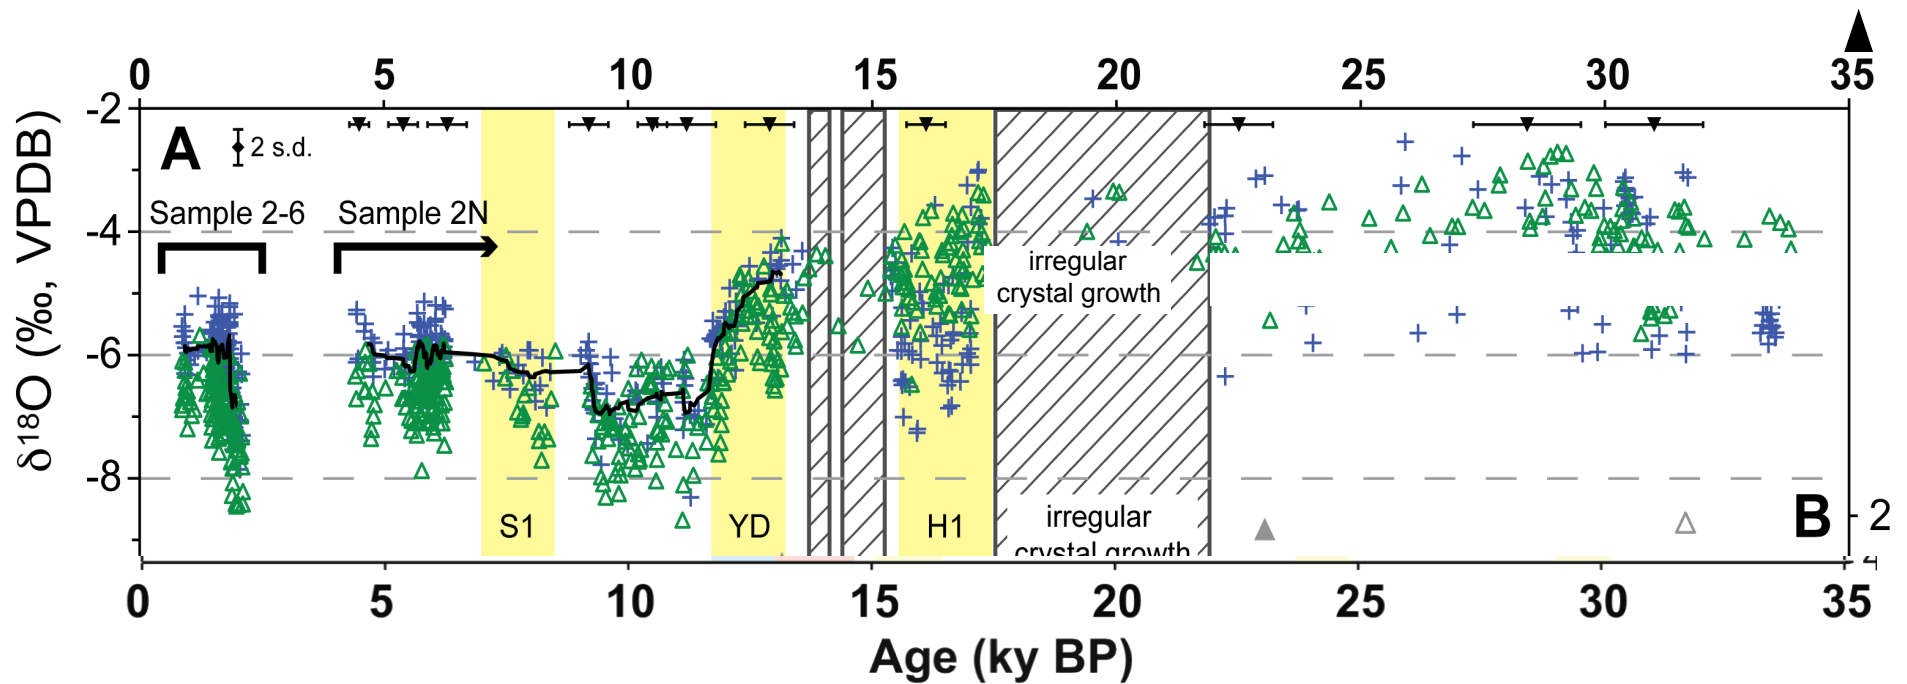 0 5 10 15 20 25 30 35
-2
A 2 s.d.
Sample 2-6 Sample 2N
-4
irregular
crystal growth
-6
-8
S1 YD H1
irregular
crystal growth
B 2
0 5 10 15 20 25 30 35
Age (ky BP)
δ18O (‰, VPDB)